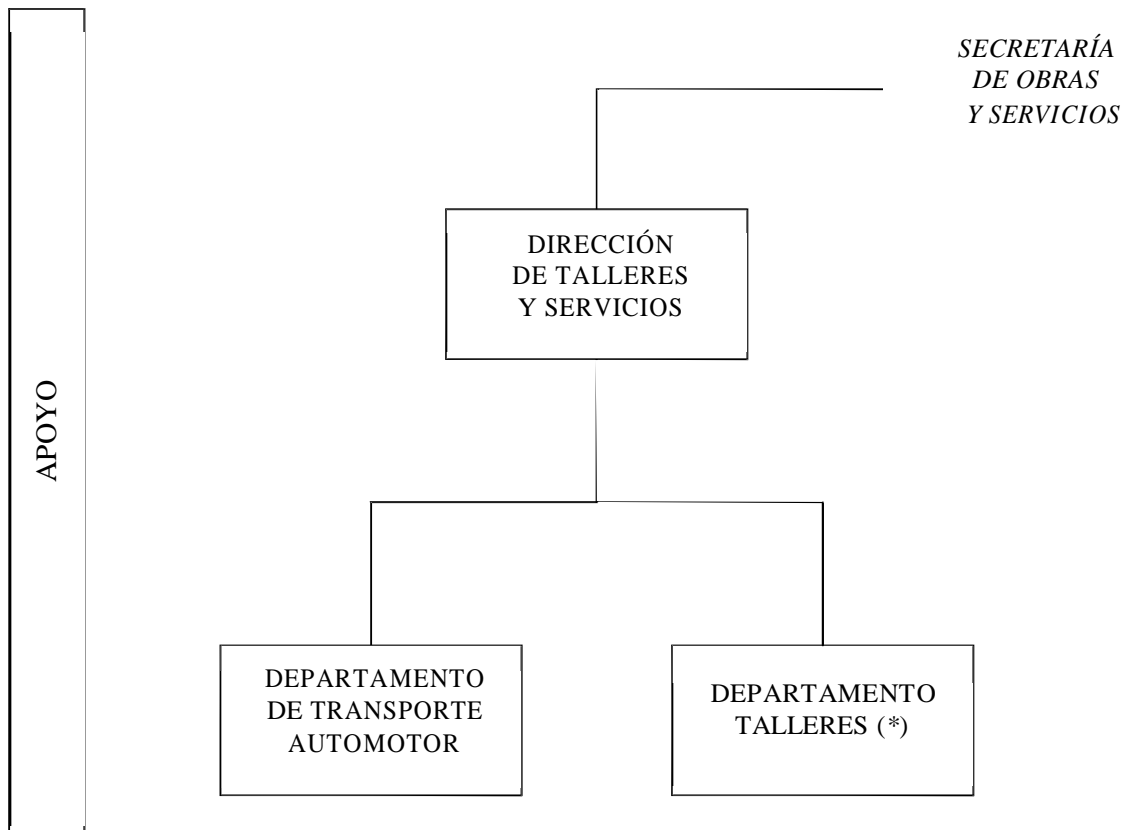 SECRETARÍA
DE OBRAS
Y SERVICIOS
DIRECCIÓN
DE TALLERES
Y SERVICIOS
APOYO
DEPARTAMENTO
DE TRANSPORTE
AUTOMOTOR
DEPARTAMENTO
TALLERES (*)